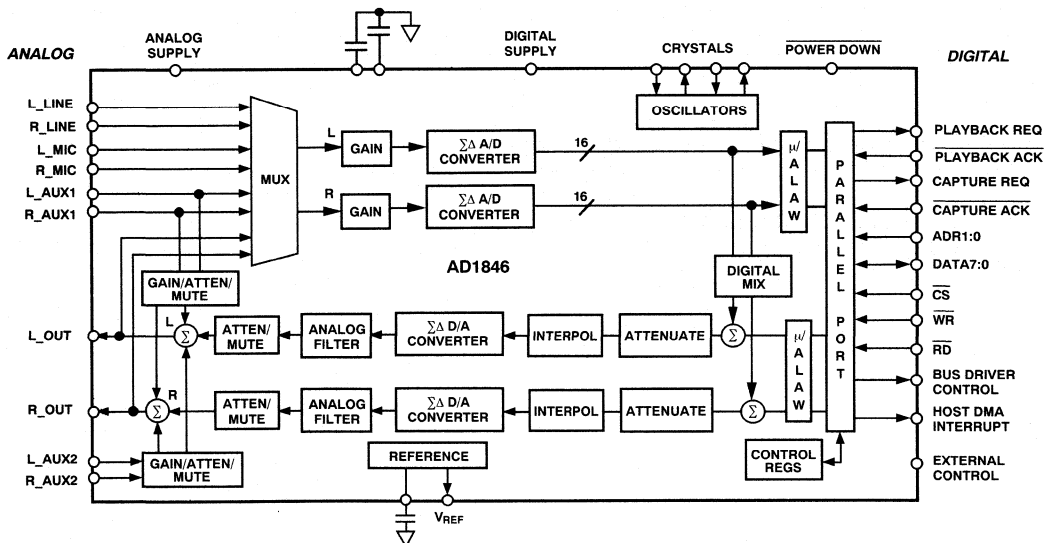 ANALOG
ANALOG
SUPPLY
DIGITAL
SUPPLY
CRYSTALS
POWER DOWN
DIGITAL
OSCILLATORS
L_LINE
R_LINE
L_MIC
R_MIC
L_AUX1
R_AUX1
MUX
L
GAIN
ΣΔ A/D
CONVERTER
16
R
GAIN
ΣΔ A/D
CONVERTER
16
μ/
ALAW
PARALLEL PORT
PLAYBACK REQ
PLAYBACK ACK
CAPTURE REQ
CAPTURE ACK
ADR1:0
DATA7:0
CS
WR
RD
BUS DRIVER
CONTROL
HOST DMA
INTERRUPT
EXTERNAL
CONTROL
AD1846
GAIN/ATTEN/
MUTE
DIGITAL
MIX
L_OUT
L
Σ
ATTEN/
MUTE
ANALOG
FILTER
ΣΔ D/A
CONVERTER
INTERPOL
ATTENUATE
Σ
μ/
ALAW
R_OUT
R
Σ
ATTEN/
MUTE
ANALOG
FILTER
ΣΔ D/A
CONVERTER
INTERPOL
ATTENUATE
Σ
L_AUX2
R_AUX2
GAIN/ATTEN/
MUTE
REFERENCE
CONTROL
REGS
VREF